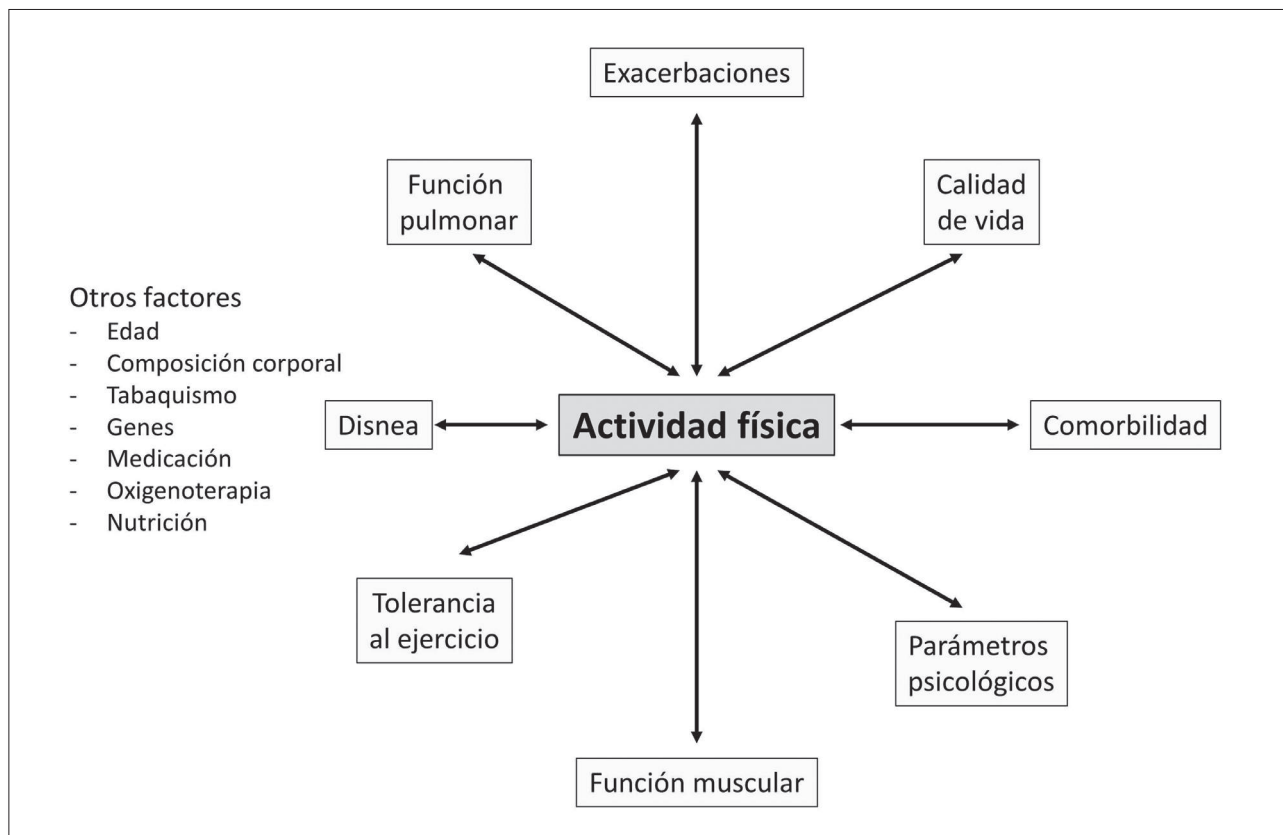 Exacerbaciones
Función
pulmonar
Calidad
de vida
Otros factores
- Edad
- Composición corporal
- Tabaquismo
- Genes
- Medicación
- Oxigenoterapia
- Nutrición
Disnea
Actividad física
Comorbilidad
Tolerancia
al ejercicio
Parámetros
psicológicos
Función muscular